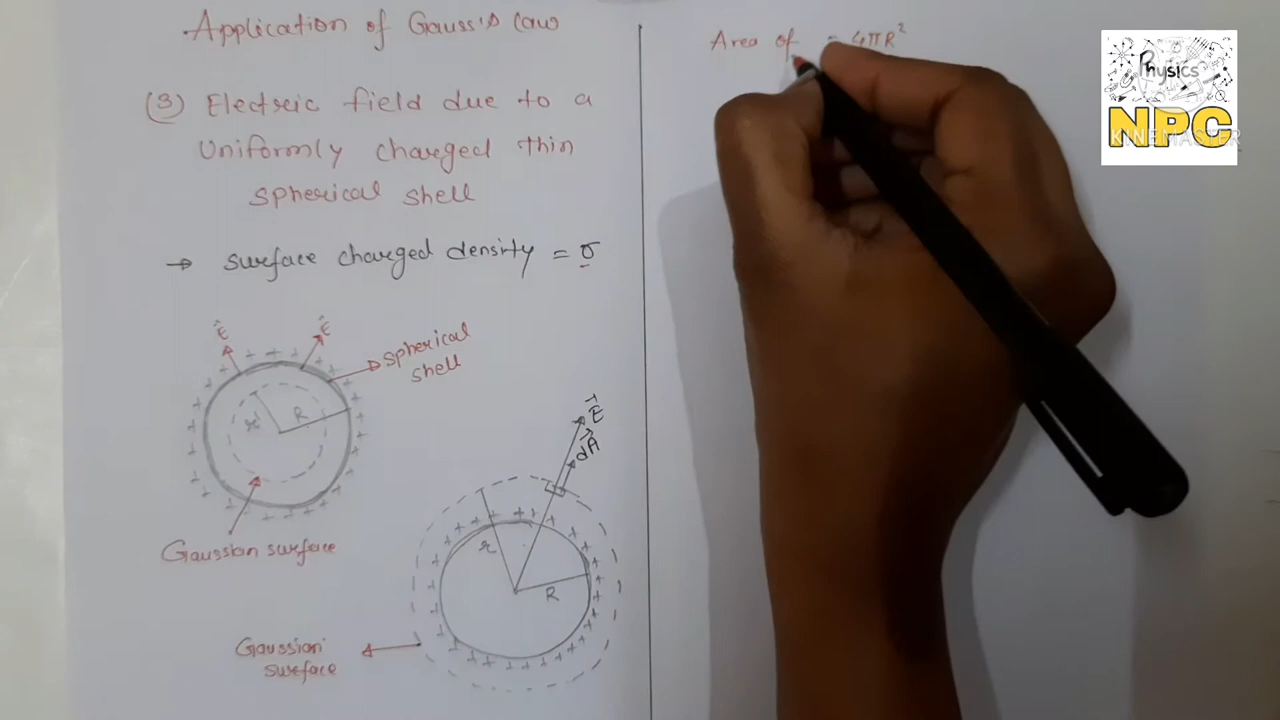 Application of Gauss's law
(3) Electric field due to a
Uniformly charged thin
spherical shell
→ surface charged density = σ
E
E
spherical
shell
R
r
Gaussian surface
E
dA
r
R
Gaussian
surface
Area of = 4πR²
Physics
NPC
KINEMASTER